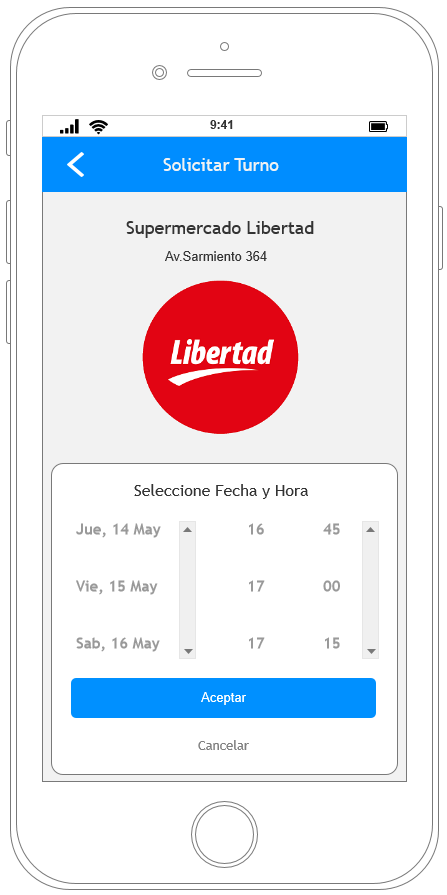 9:41
Solicitar Turno
Supermercado Libertad
Av.Sarmiento 364
Libertad
Seleccione Fecha y Hora
Jue, 14 May 16 45
Vie, 15 May 17 00
Sab, 16 May 17 15
Aceptar
Cancelar